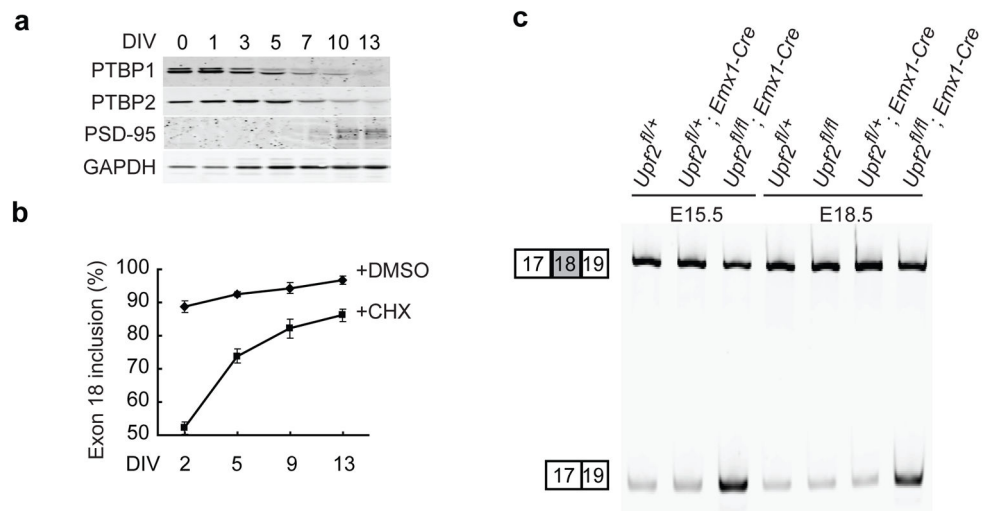 a
DIV 0 1 3 5 7 10 13
PTBP1
PTBP2
PSD-95
GAPDH
b
Exon 18 inclusion (%)
100
90
80
70
60
50
+DMSO
+CHX
DIV 2 5 9 13
c
Upf2fl/+
Upf2fl/+; Emx1-Cre
Upf2fl/fl; Emx1-Cre
Upf2fl/+
Upf2fl/fl
Upf2fl/+; Emx1-Cre
Upf2fl/fl; Emx1-Cre
E15.5 E18.5
17 18 19
17 19